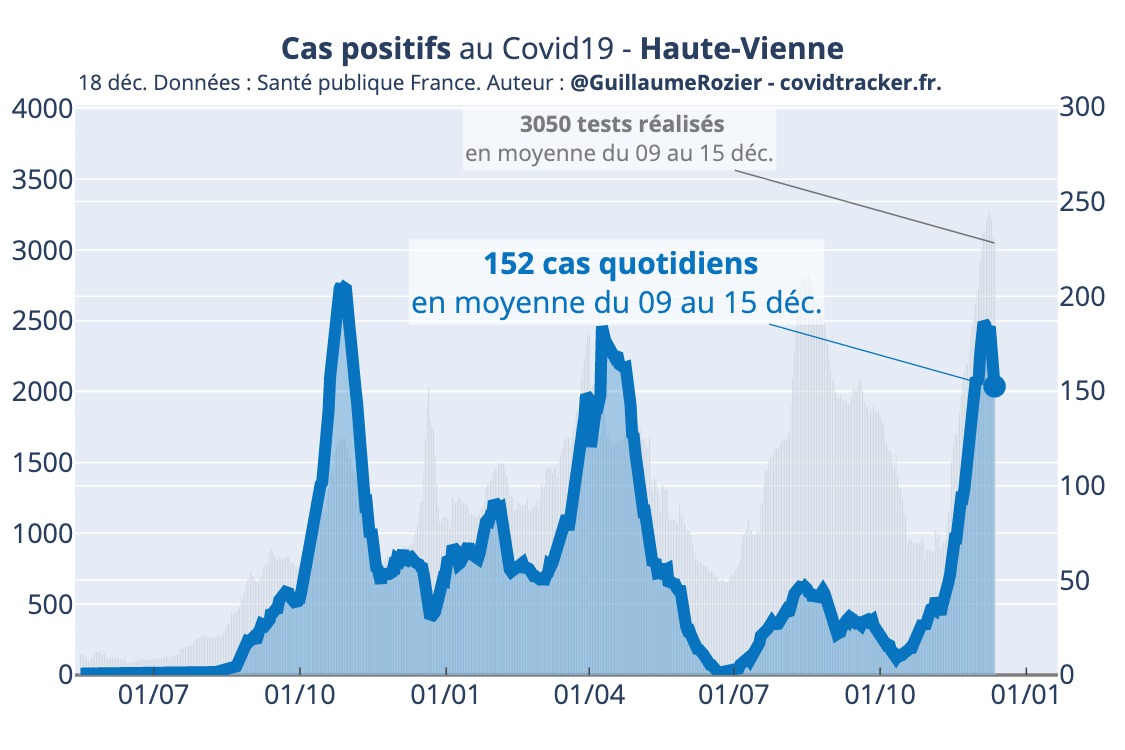 Cas positifs au Covid19 - Haute-Vienne
18 déc. Données : Santé publique France. Auteur : @GuillaumeRozier - covidtracker.fr.
4000
3500
3000
2500
2000
1500
1000
500
0
300
250
200
150
100
50
0
3050 tests réalisés
en moyenne du 09 au 15 déc.
152 cas quotidiens
en moyenne du 09 au 15 déc.
01/07 01/10 01/01 01/04 01/07 01/10 01/01